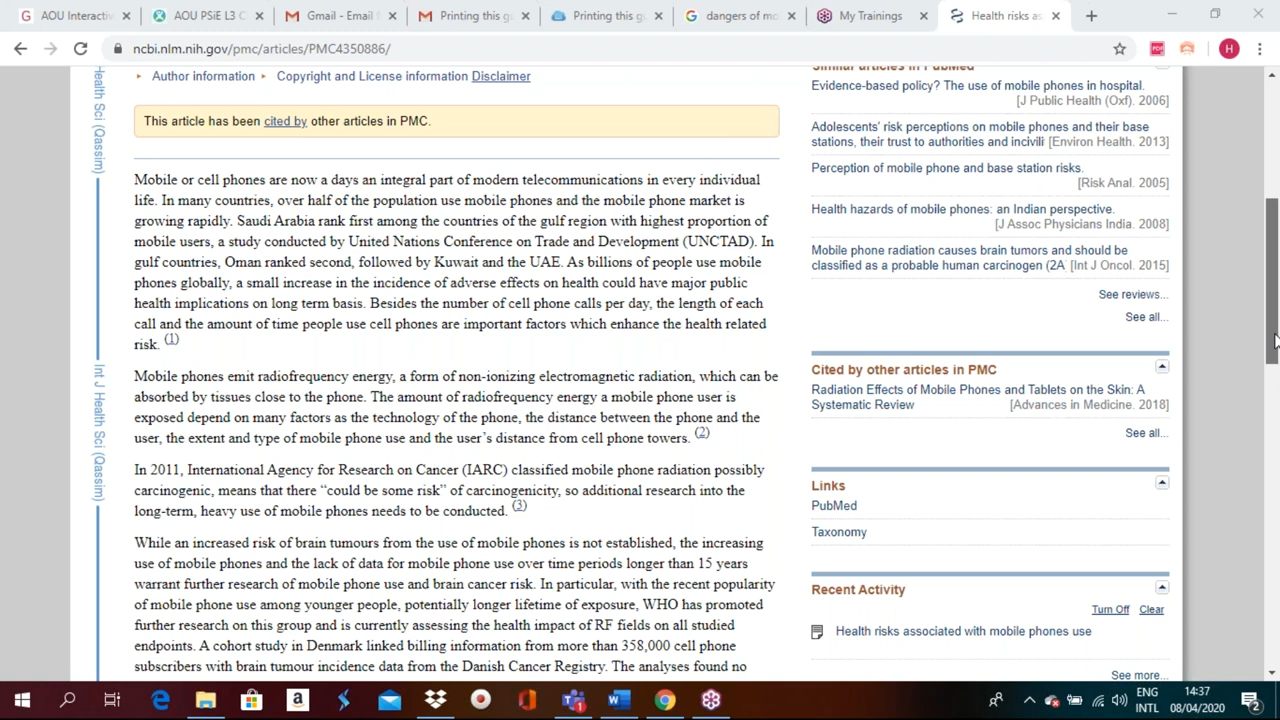 AOU Interactiv
AOU PSiE L3 C
Gmail - Email
Printing this g
Printing this g
dangers of mo
My Trainings
Health risks as
ncbi.nlm.nih.gov/pmc/articles/PMC4350886/
H
Health Sci (Qassim)
Int J Health Sci (Qassim)
Author information
Copyright and License information Disclaimer
This article has been cited by other articles in PMC.
Mobile or cell phones are now a days an integral part of modern telecommunications in every individual
life. In many countries, over half of the population use mobile phones and the mobile phone market is
growing rapidly. Saudi Arabia rank first among the countries of the gulf region with highest proportion of
mobile users, a study conducted by United Nations Conference on Trade and Development (UNCTAD). In
gulf countries, Oman ranked second, followed by Kuwait and the UAE. As billions of people use mobile
phones globally, a small increase in the incidence of adverse effects on health could have major public
health implications on long term basis. Besides the number of cell phone calls per day, the length of each
call and the amount of time people use cell phones are important factors which enhance the health related
risk. (1)
Mobile phones emit radiofrequency energy, a form of non-ionizing electromagnetic radiation, which can be
absorbed by tissues close to the phone. The amount of radiofrequency energy a mobile phone user is
exposed depend on many factors as the technology of the phone, the distance between the phone and the
user, the extent and type of mobile phone use and the user's distance from cell phone towers. (2)
In 2011, International Agency for Research on Cancer (IARC) classified mobile phone radiation possibly
carcinogenic, means that there “could be some risk” of carcinogenicity, so additional research into the
long-term, heavy use of mobile phones needs to be conducted. (3)
While an increased risk of brain tumours from the use of mobile phones is not established, the increasing
use of mobile phones and the lack of data for mobile phone use over time periods longer than 15 years
warrant further research of mobile phone use and brain cancer risk. In particular, with the recent popularity
of mobile phone use among younger people, potentially longer lifetime of exposure, WHO has promoted
further research on this group and is currently assessing the health impact of RF fields on all studied
endpoints. A cohort study in Denmark linked billing information from more than 358,000 cell phone
subscribers with brain tumour incidence data from the Danish Cancer Registry. The analyses found no
Similar articles in PubMed
Evidence-based policy? The use of mobile phones in hospital.
[J Public Health (Oxf). 2006]
Adolescents' risk perceptions on mobile phones and their base
stations, their trust to authorities and incivili [Environ Health. 2013]
Perception of mobile phone and base station risks.
[Risk Anal. 2005]
Health hazards of mobile phones: an Indian perspective.
[J Assoc Physicians India. 2008]
Mobile phone radiation causes brain tumors and should be
classified as a probable human carcinogen (2A [Int J Oncol. 2015]
See reviews...
See all...
Cited by other articles in PMC
Radiation Effects of Mobile Phones and Tablets on the Skin: A
Systematic Review [Advances in Medicine. 2018]
See all...
Links
PubMed
Taxonomy
Recent Activity
Turn Off Clear
Health risks associated with mobile phones use
See more...
ENG
INTL
14:37
08/04/2020
2